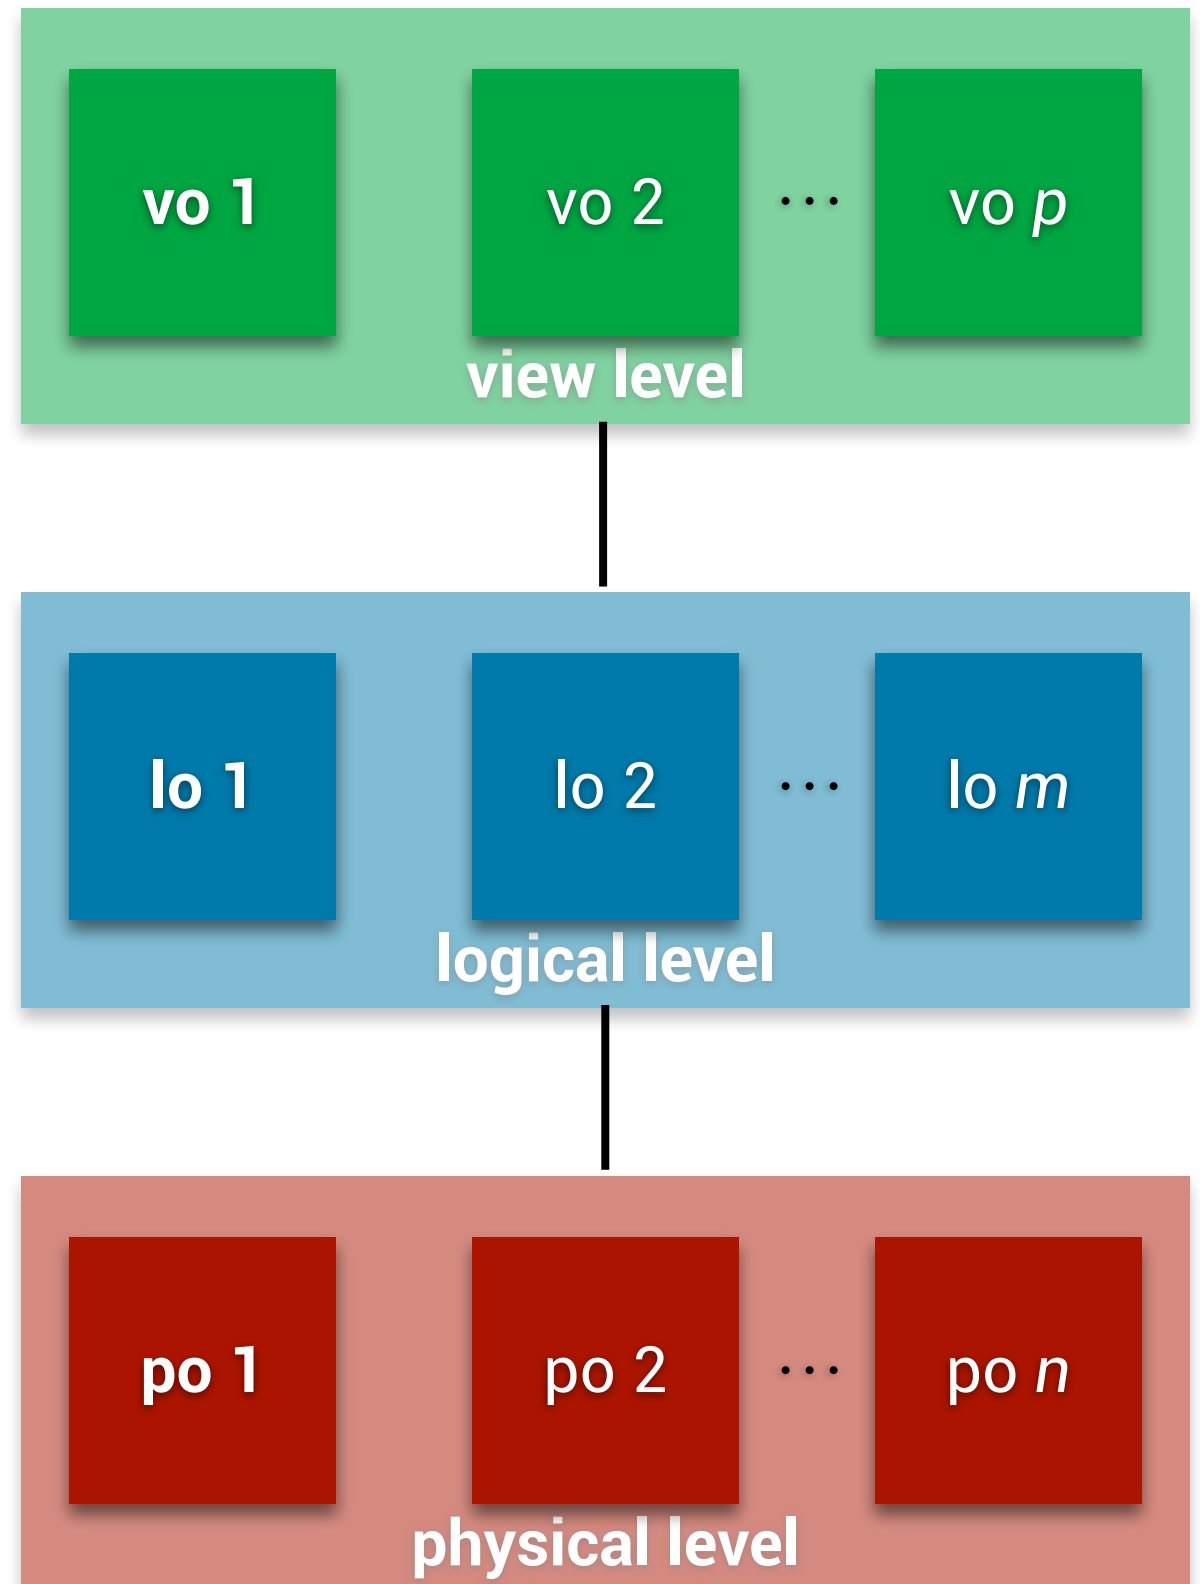 vo 1 vo 2 ··· vo p
view level
lo 1 lo 2 ··· lo m
logical level
po 1 po 2 ··· po n
physical level